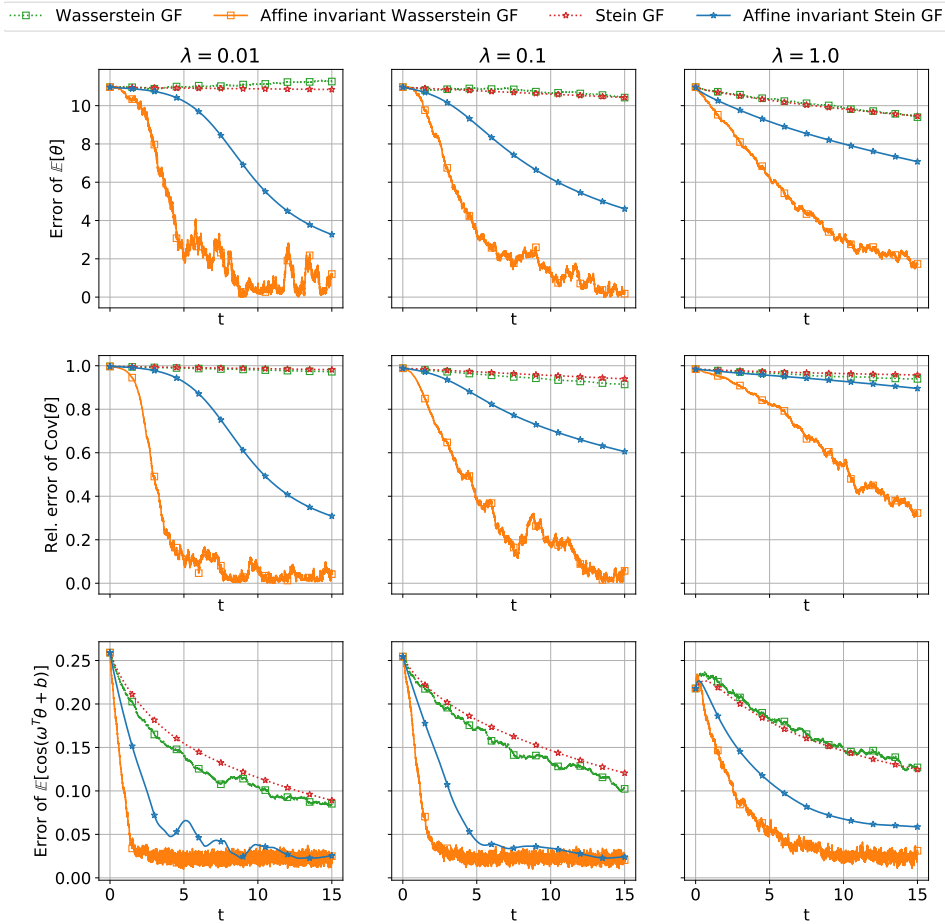 Wasserstein GF Affine invariant Wasserstein GF Stein GF Affine invariant Stein GF
λ = 0.01 λ = 0.1 λ = 1.0
Error of 𝔼[θ]
10
8
6
4
2
0
t t t
Rel. error of Cov[θ]
1.0
0.8
0.6
0.4
0.2
0.0
t t t
Error of 𝔼[cos(ω^Tθ + b)]
0.25
0.20
0.15
0.10
0.05
0.00
0 5 10 15 0 5 10 15 0 5 10 15
t t t